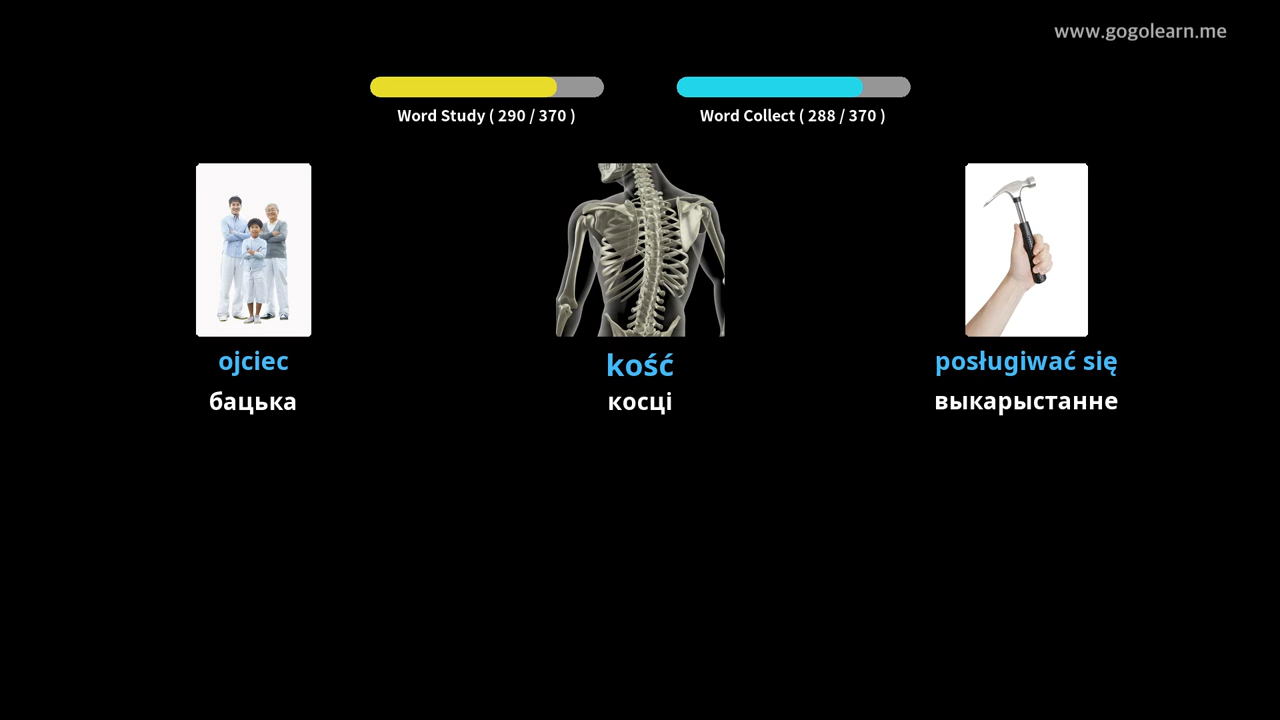 www.gogolearn.me
Word Study ( 290 / 370 )
Word Collect ( 288 / 370 )
ojciec
kość
posługiwać się
бацька
косці
выкарыстанне